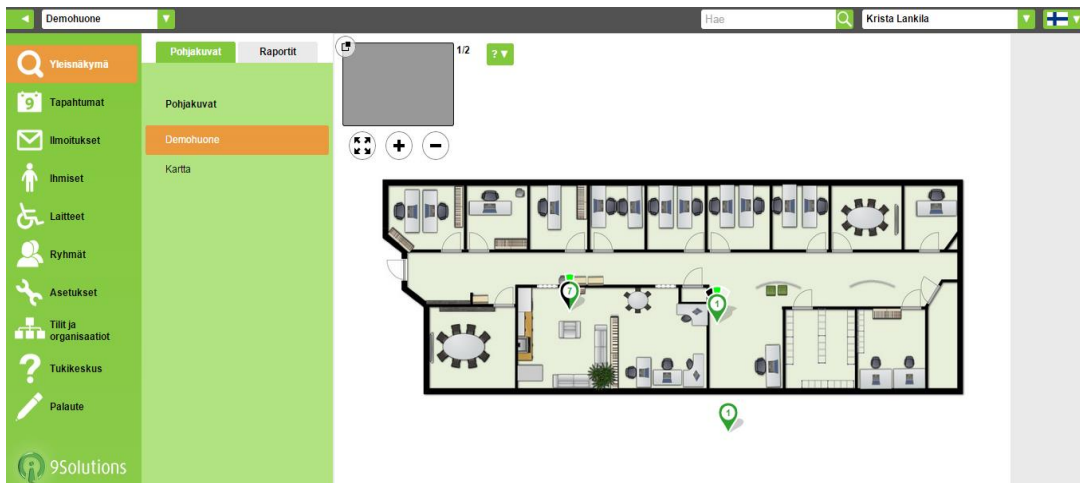 Demohuone
Hae
Krista Lankila
Yleisnäkymä
9
Tapahtumat
Ilmoitukset
Ihmiset
Laitteet
Ryhmät
Asetukset
Tilit ja
organisaatiot
?
Tukikeskus
Palaute
9Solutions
Pohjakuvat
Raportit
Pohjakuvat
Demohuone
Kartta
1/2
?
7
1
1